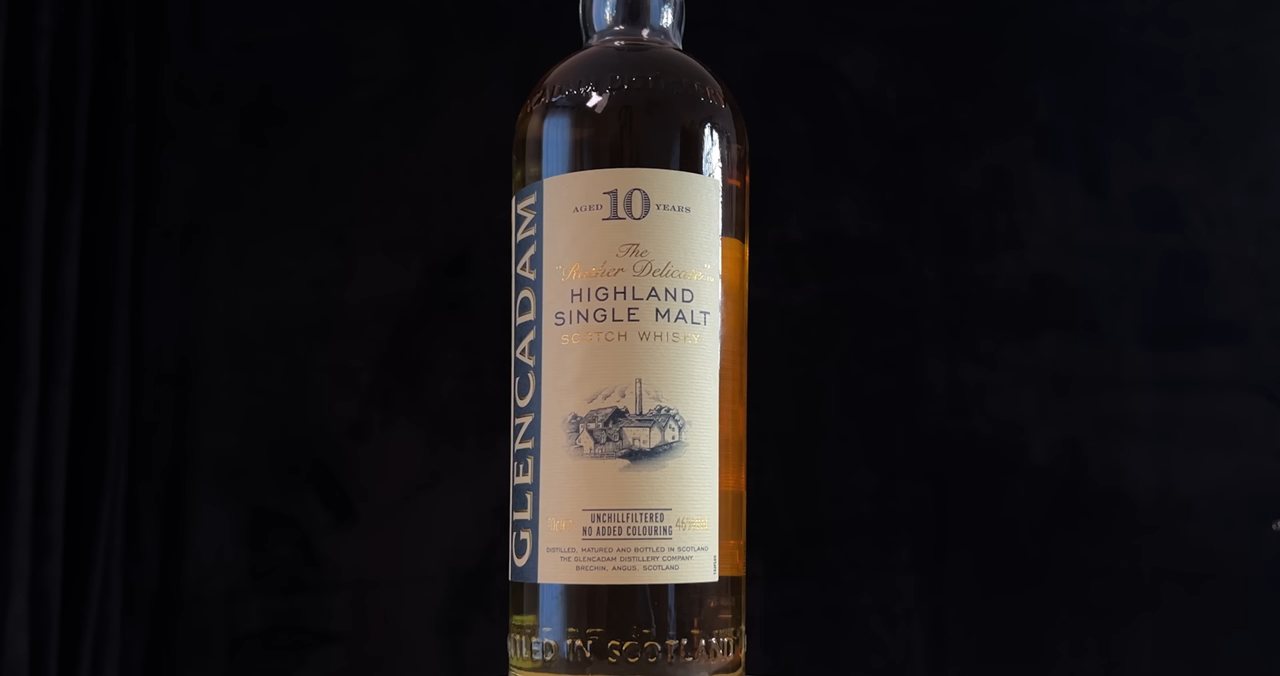 GLENCADAM
AGED 10 YEARS
The
"Rather Delicate"
HIGHLAND
SINGLE MALT
SCOTCH WHISKY
UNCHILLFILTERED
NO ADDED COLOURING
DISTILLED, MATURED AND BOTTLED IN SCOTLAND
THE GLENCADAM DISTILLERY COMPANY
BRECHIN, ANGUS, SCOTLAND
IN SCOTLAND